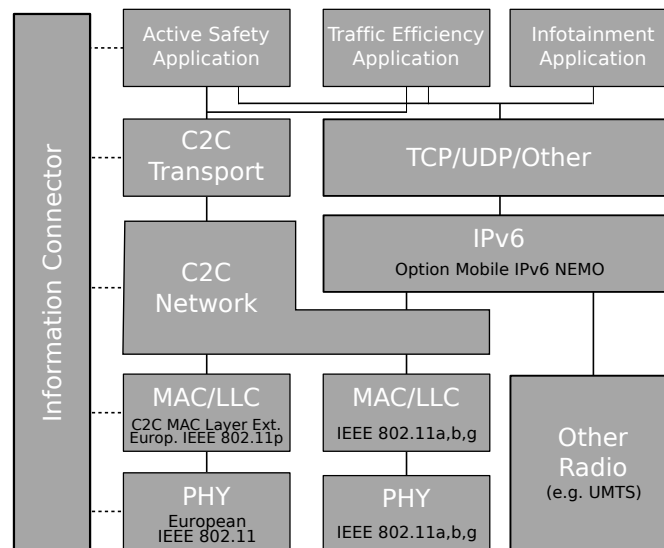 Information Connector
Active Safety
Application
Traffic Efficiency
Application
Infotainment
Application
C2C
Transport
TCP/UDP/Other
C2C
Network
IPv6
Option Mobile IPv6 NEMO
MAC/LLC
C2C MAC Layer Ext.
Europ. IEEE 802.11p
MAC/LLC
IEEE 802.11a,b,g
Other
Radio
(e.g. UMTS)
PHY
European
IEEE 802.11
PHY
IEEE 802.11a,b,g